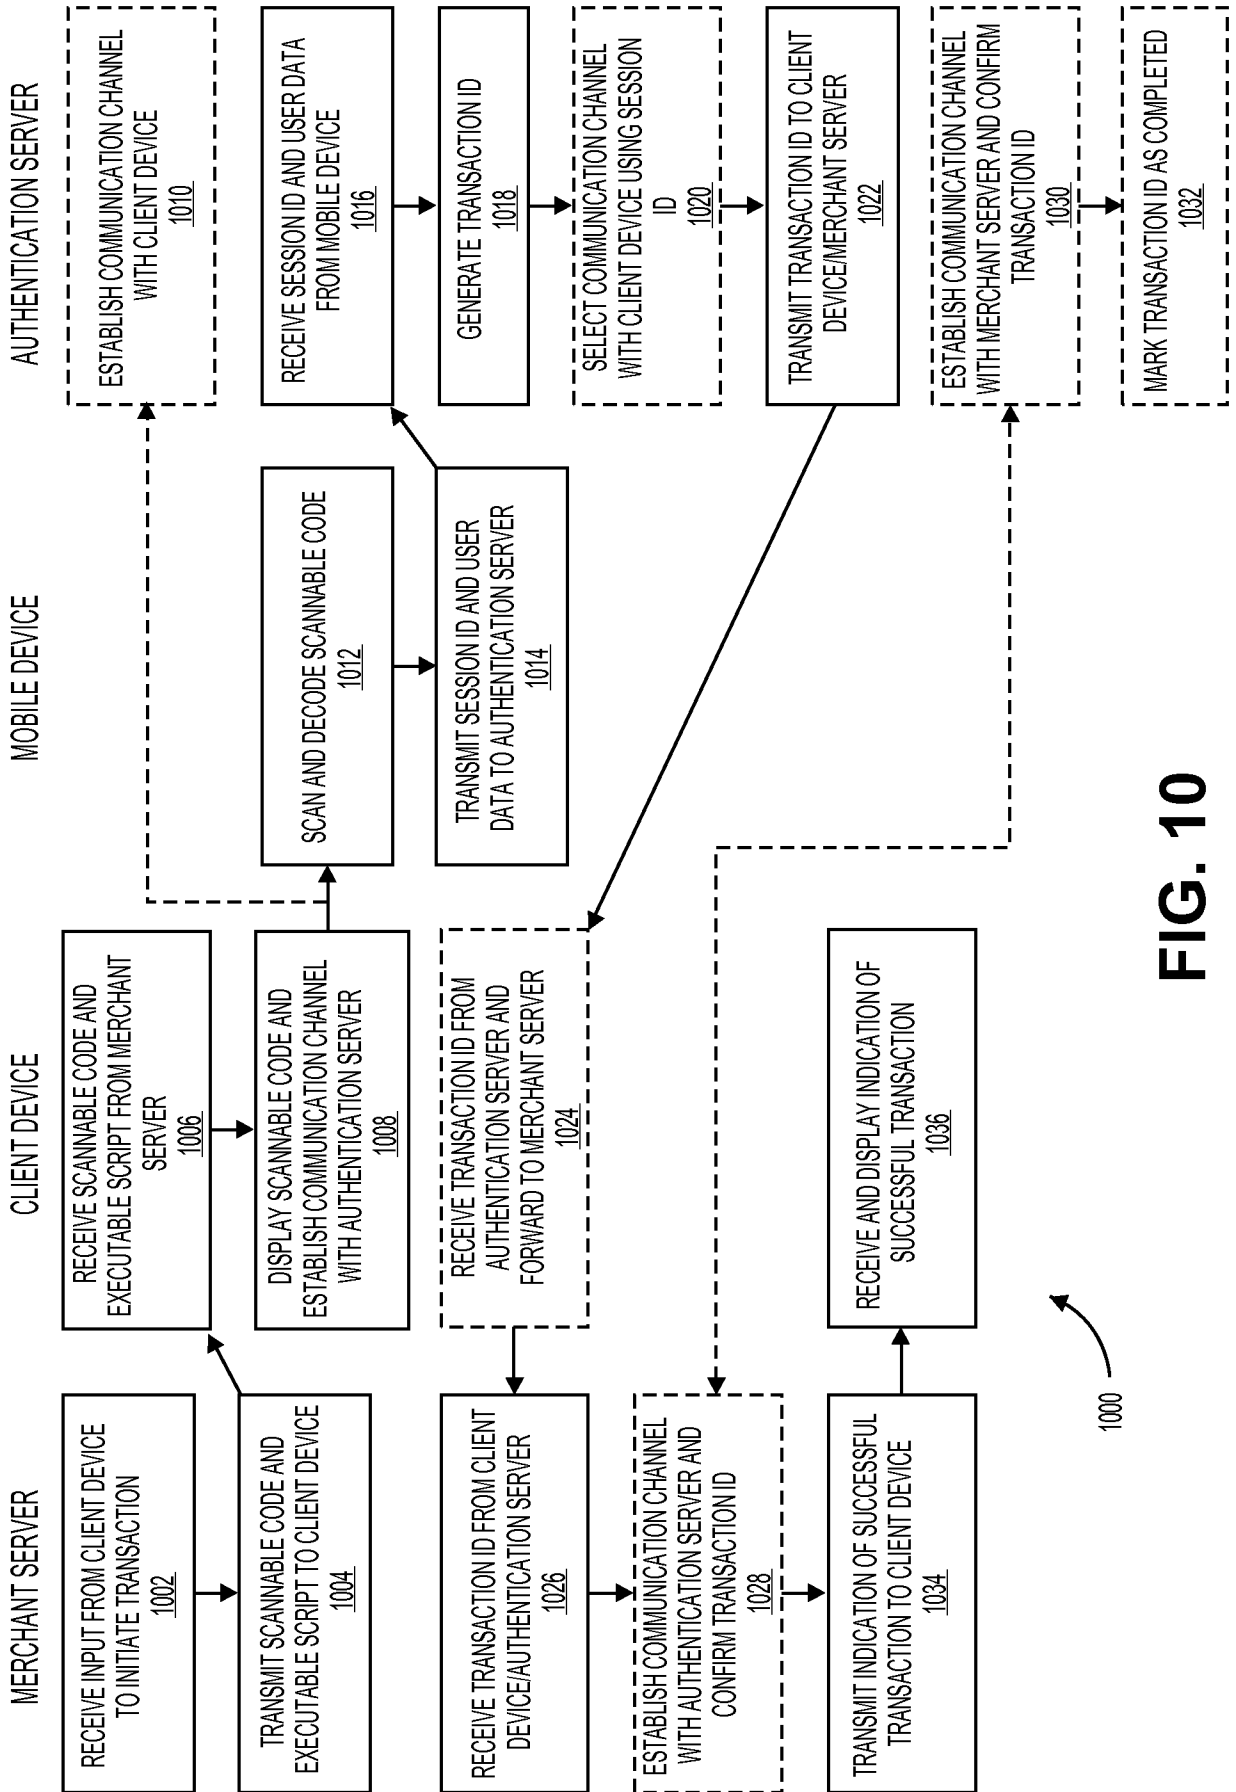 MERCHANT SERVER
CLIENT DEVICE
MOBILE DEVICE
AUTHENTICATION SERVER
RECEIVE INPUT FROM CLIENT DEVICE
TO INITIATE TRANSACTION
1002
TRANSMIT SCANNABLE CODE AND
EXECUTABLE SCRIPT TO CLIENT DEVICE
1004
RECEIVE SCANNABLE CODE AND
EXECUTABLE SCRIPT FROM MERCHANT
SERVER
1006
DISPLAY SCANNABLE CODE AND
ESTABLISH COMMUNICATION CHANNEL
WITH AUTHENTICATION SERVER
1008
ESTABLISH COMMUNICATION CHANNEL
WITH CLIENT DEVICE
1010
SCAN AND DECODE SCANNABLE CODE
1012
TRANSMIT SESSION ID AND USER
DATA TO AUTHENTICATION SERVER
1014
RECEIVE SESSION ID AND USER DATA
FROM MOBILE DEVICE
1016
GENERATE TRANSACTION ID
1018
SELECT COMMUNICATION CHANNEL
WITH CLIENT DEVICE USING SESSION
ID
1020
TRANSMIT TRANSACTION ID TO CLIENT
DEVICE/MERCHANT SERVER
1022
RECEIVE TRANSACTION ID FROM
AUTHENTICATION SERVER AND
FORWARD TO MERCHANT SERVER
1024
RECEIVE TRANSACTION ID FROM CLIENT
DEVICE/AUTHENTICATION SERVER
1026
ESTABLISH COMMUNICATION CHANNEL
WITH AUTHENTICATION SERVER AND
CONFIRM TRANSACTION ID
1028
ESTABLISH COMMUNICATION CHANNEL
WITH MERCHANT SERVER AND CONFIRM
TRANSACTION ID
1030
MARK TRANSACTION ID AS COMPLETED
1032
TRANSMIT INDICATION OF SUCCESSFUL
TRANSACTION TO CLIENT DEVICE
1034
RECEIVE AND DISPLAY INDICATION OF
SUCCESSFUL TRANSACTION
1036
1000
FIG. 10